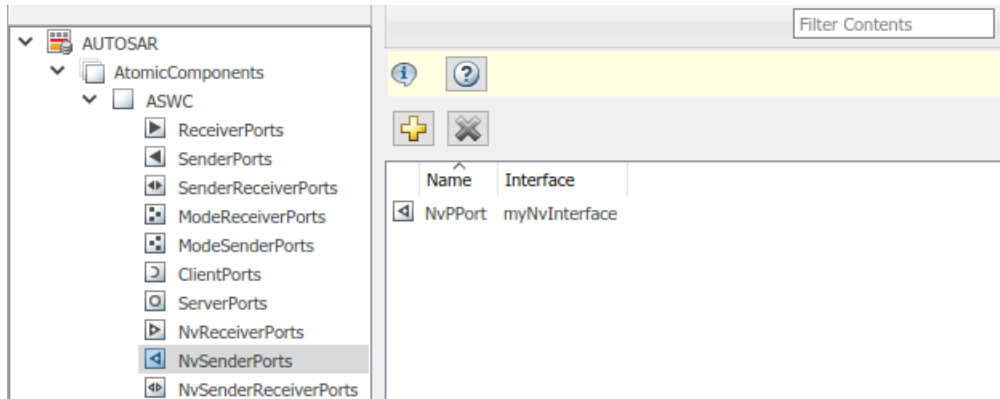 Filter Contents
AUTOSAR
AtomicComponents
ASWC
ReceiverPorts
SenderPorts
SenderReceiverPorts
ModeReceiverPorts
ModeSenderPorts
ClientPorts
ServerPorts
NvReceiverPorts
NvSenderPorts
NvSenderReceiverPorts
Name Interface
NvPPort myNvInterface